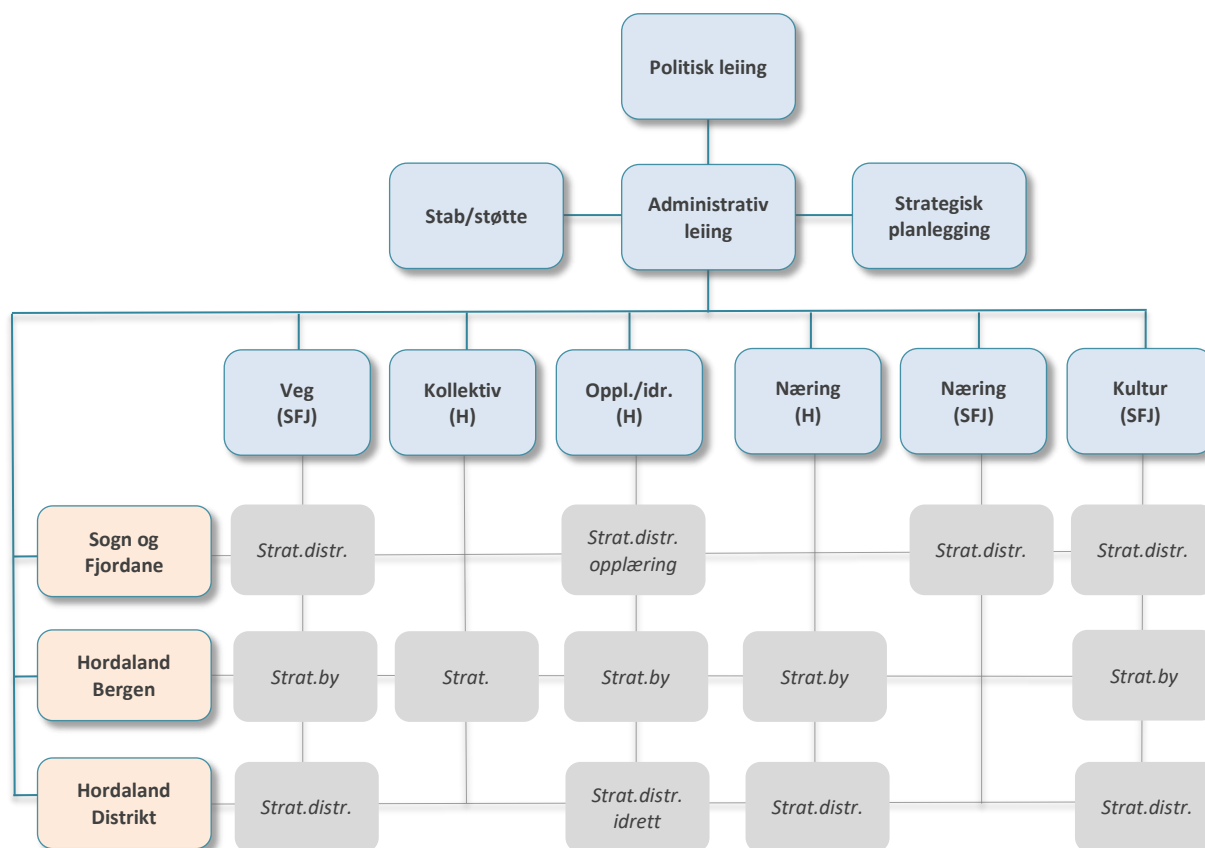 Politisk leiing
Stab/støtte
Administrativ
leiing
Strategisk
planlegging
Veg
(SFJ)
Kollektiv
(H)
Oppl./idr.
(H)
Næring
(H)
Næring
(SFJ)
Kultur
(SFJ)
Sogn og
Fjordane
Strat.distr.
Strat.distr.
opplæring
Strat.distr.
Strat.distr.
Hordaland
Bergen
Strat.by
Strat.
Strat.by
Strat.by
Strat.by
Hordaland
Distrikt
Strat.distr.
Strat.distr.
idrett
Strat.distr.
Strat.distr.